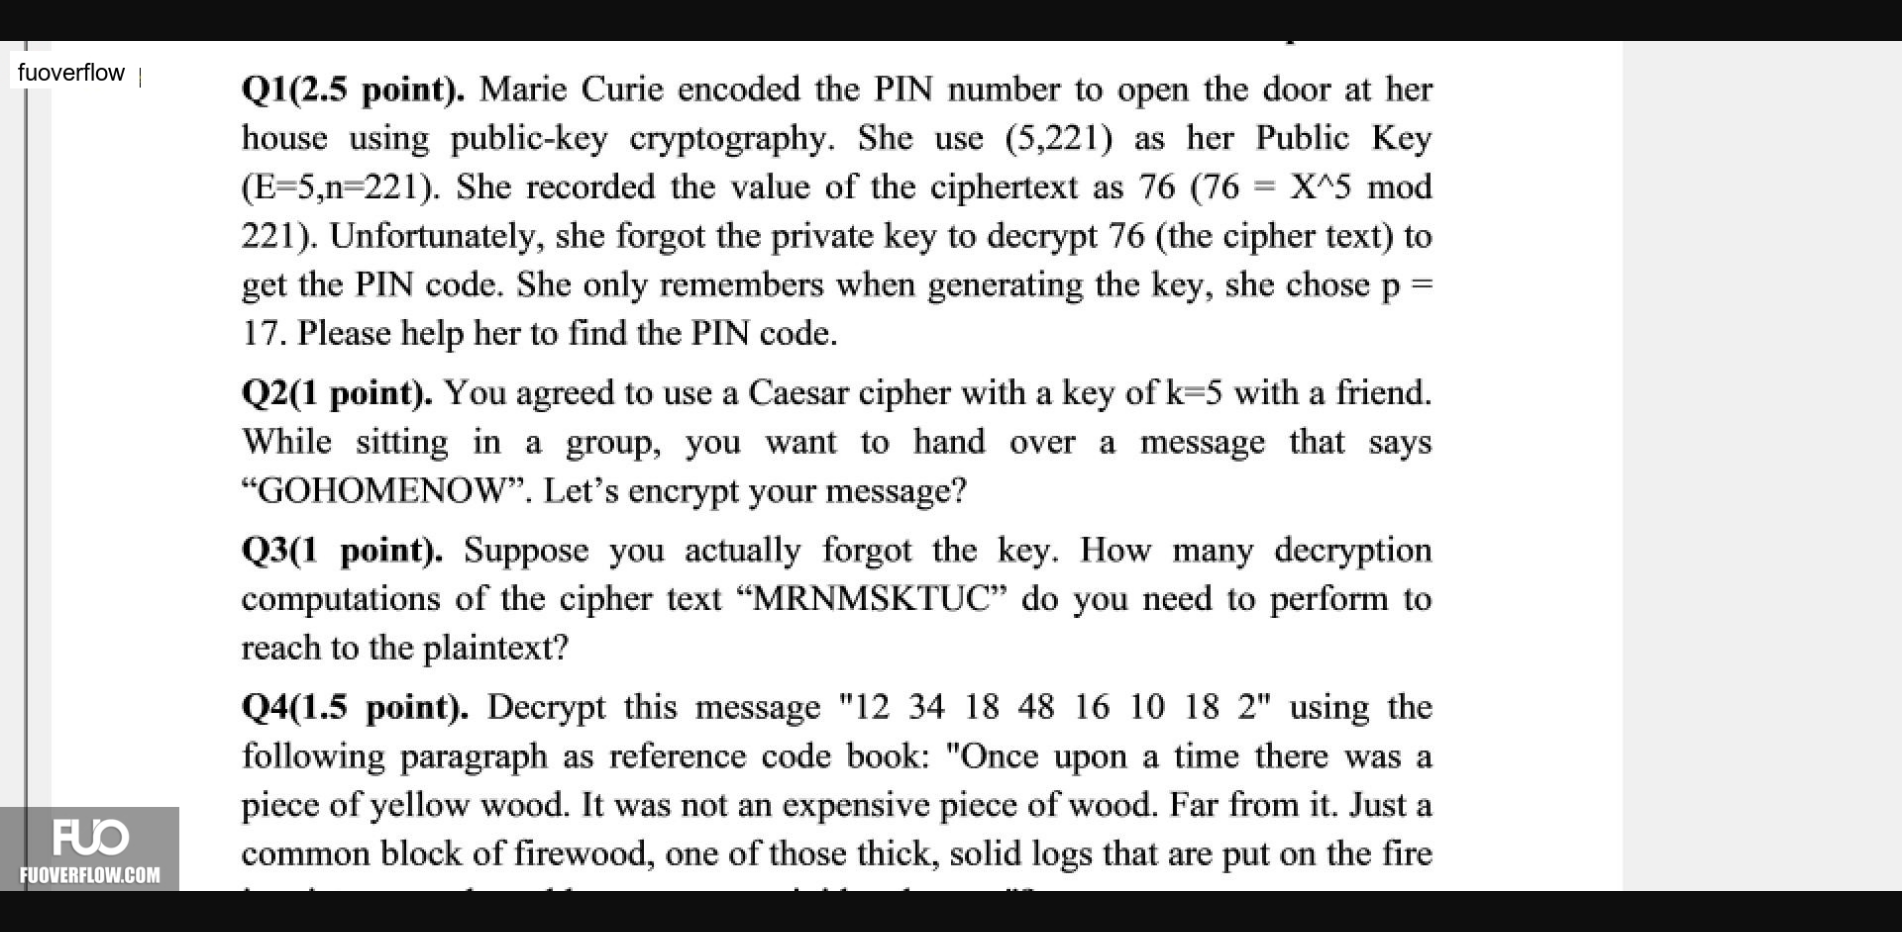 fuoverflow
Q1(2.5 point). Marie Curie encoded the PIN number to open the door at her
house using public-key cryptography. She use (5,221) as her Public Key
(E=5,n=221). She recorded the value of the ciphertext as 76 (76 = X^5 mod
221). Unfortunately, she forgot the private key to decrypt 76 (the cipher text) to
get the PIN code. She only remembers when generating the key, she chose p =
17. Please help her to find the PIN code.
Q2(1 point). You agreed to use a Caesar cipher with a key of k=5 with a friend.
While sitting in a group, you want to hand over a message that says
“GOHOMENOW”. Let’s encrypt your message?
Q3(1 point). Suppose you actually forgot the key. How many decryption
computations of the cipher text “MRNMSKTUC” do you need to perform to
reach to the plaintext?
Q4(1.5 point). Decrypt this message "12 34 18 48 16 10 18 2" using the
following paragraph as reference code book: "Once upon a time there was a
piece of yellow wood. It was not an expensive piece of wood. Far from it. Just a
common block of firewood, one of those thick, solid logs that are put on the fire
FUO
FUOVERFLOW.COM